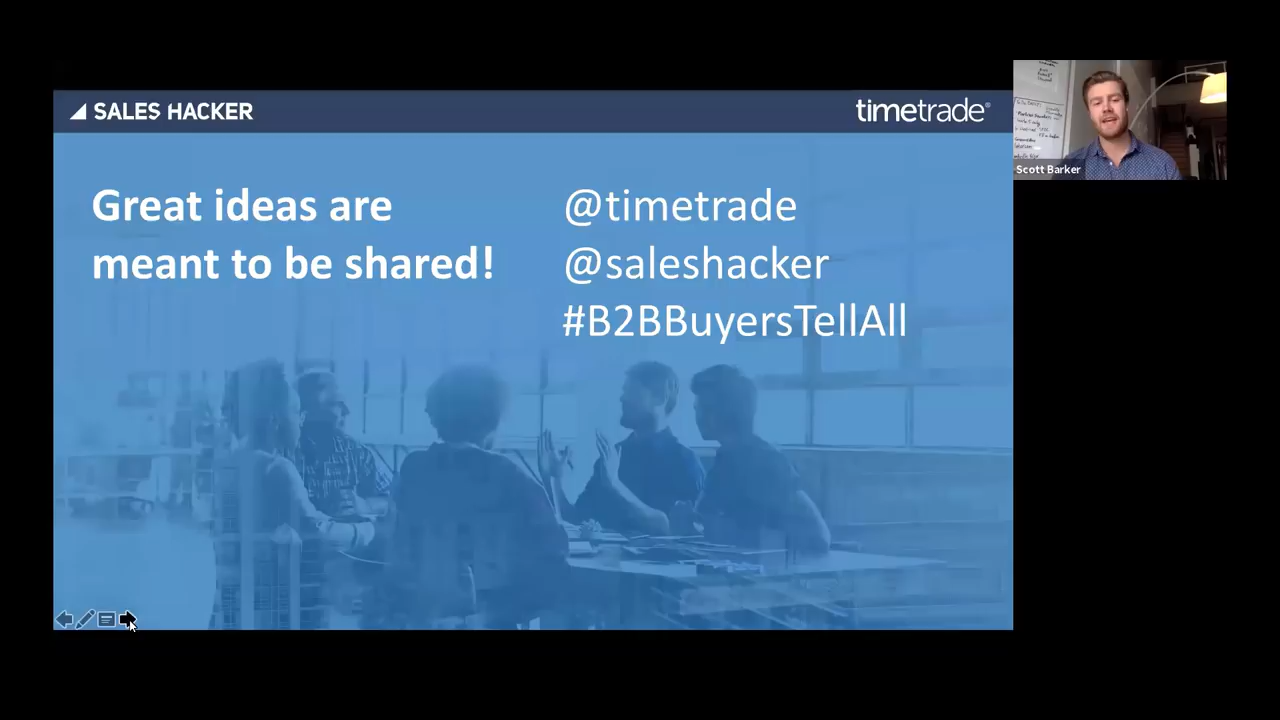 SALES HACKER
timetrade®
Great ideas are
meant to be shared!
@timetrade
@saleshacker
#B2BBuyersTellAll
Scott Barker